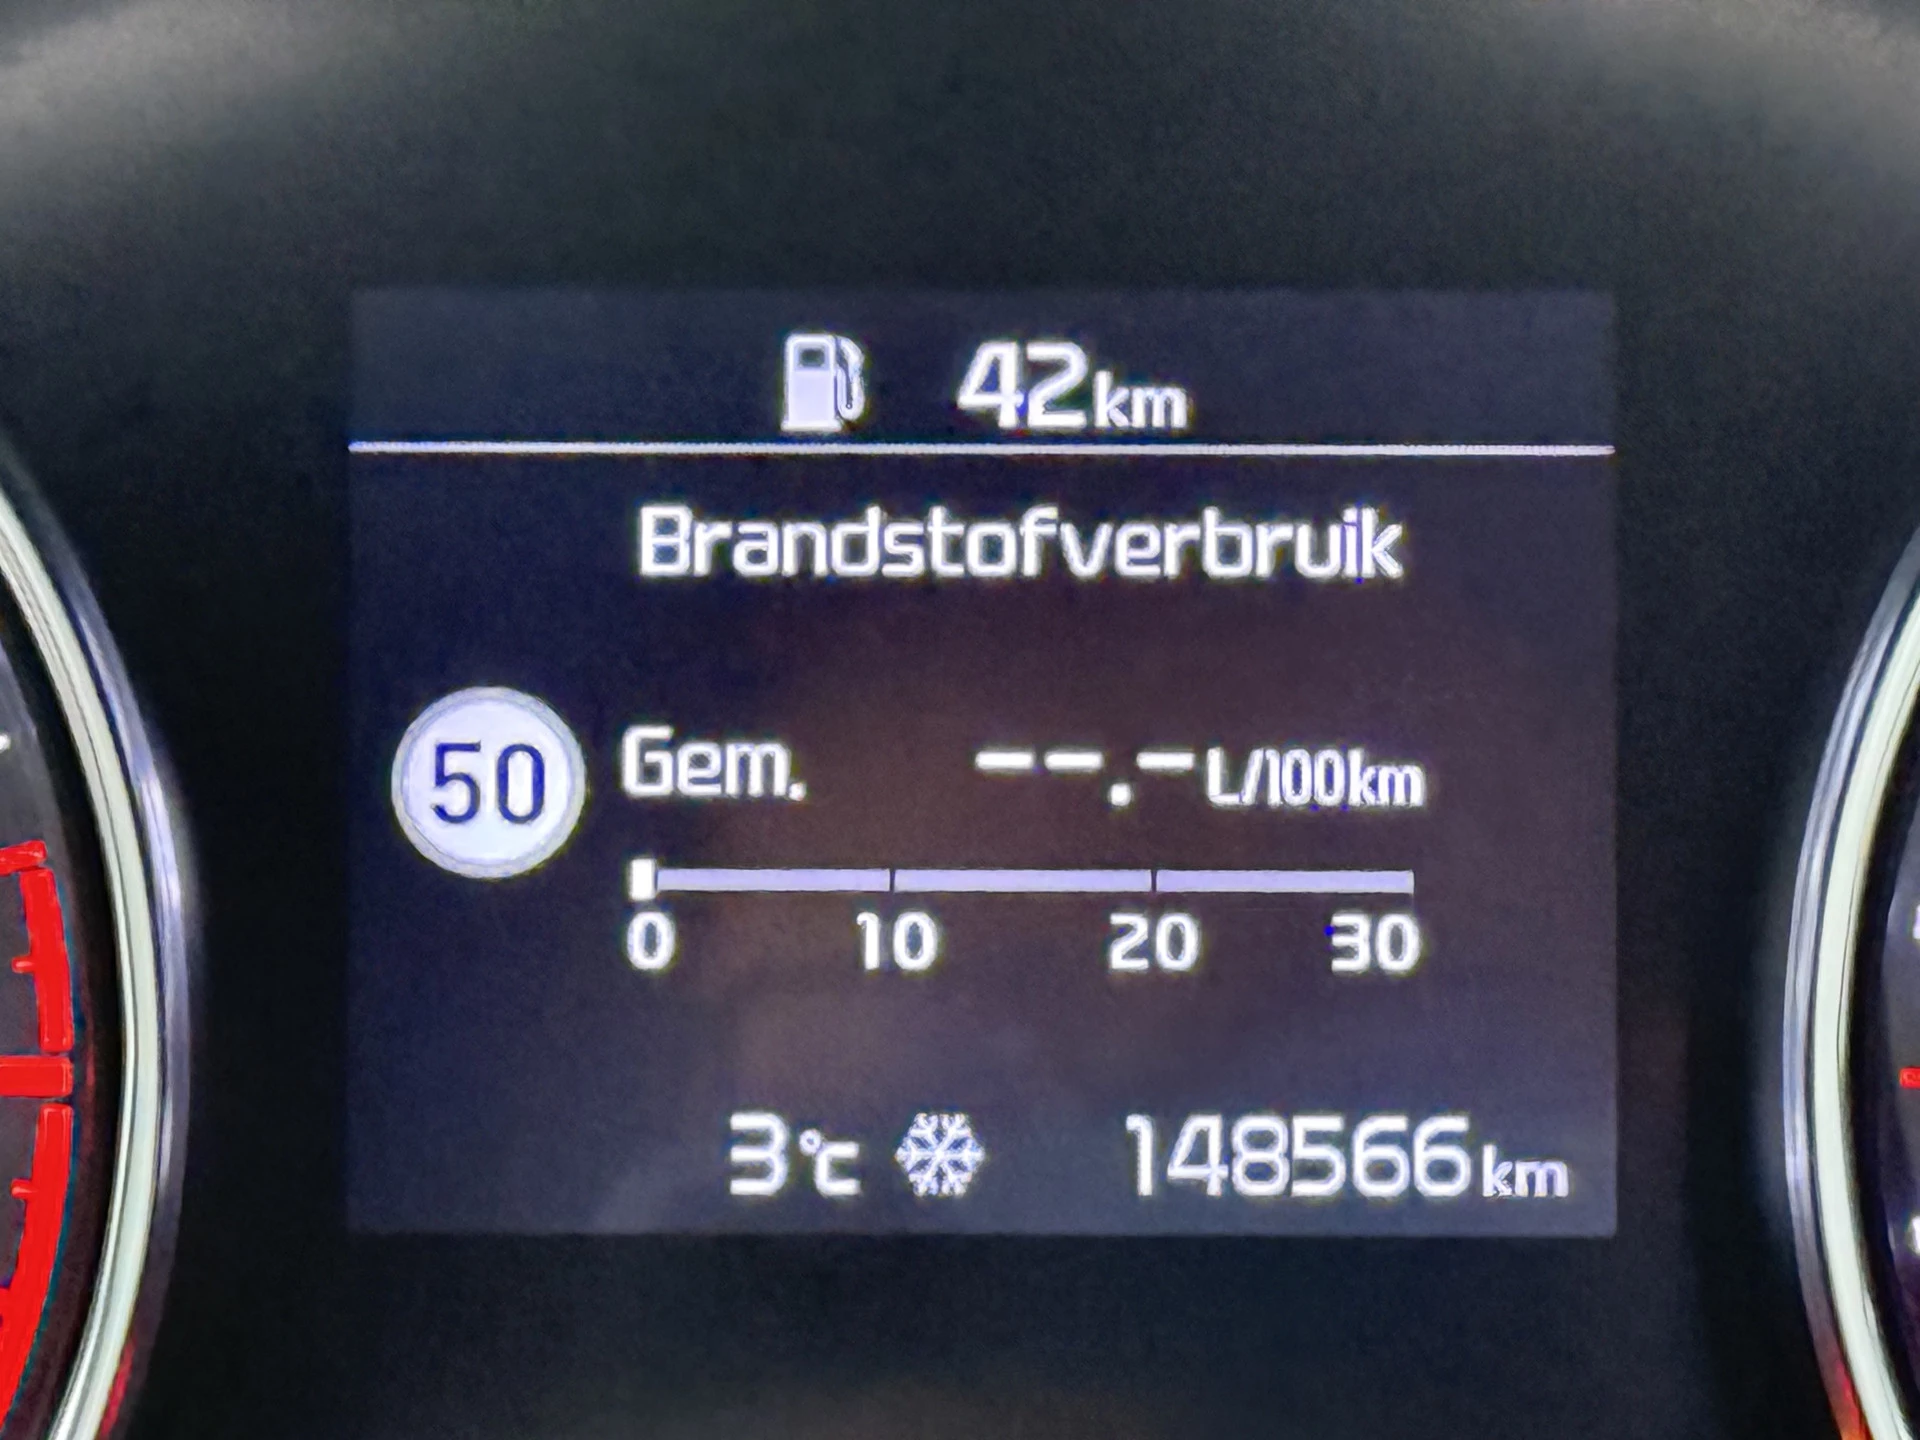 42km
Brandstofverbruik
50
Gem. --.-L/100km
0 10 20 30
3°C 148566km